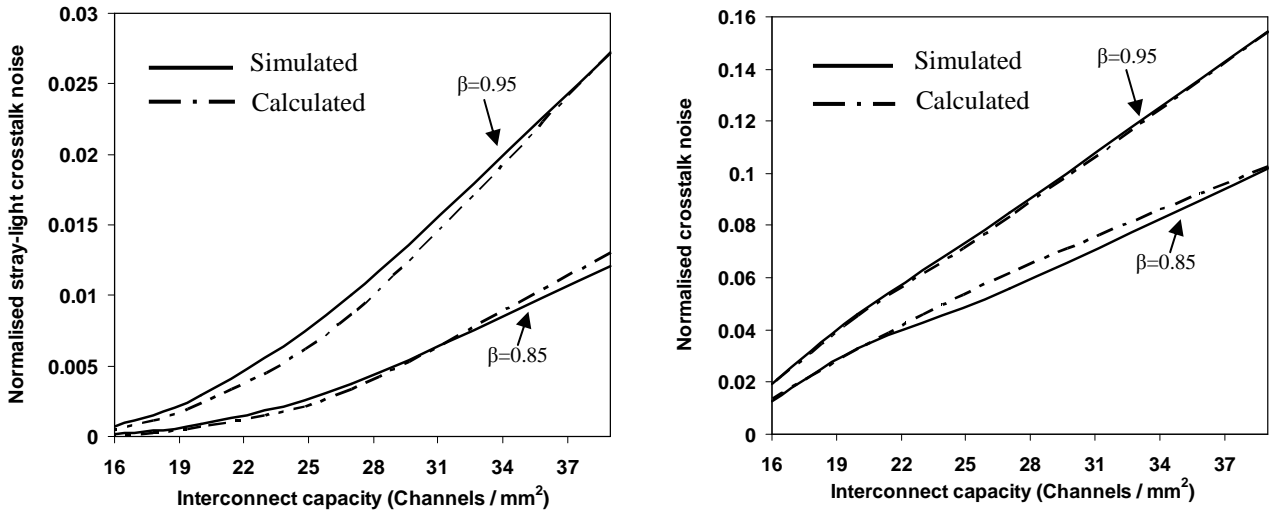 Normalised stray-light crosstalk noise
0.03
0.025
0.02
0.015
0.01
0.005
0
Simulated
Calculated
β=0.95
β=0.85
16 19 22 25 28 31 34 37
Interconnect capacity (Channels / mm²)
Normalised crosstalk noise
0.16
0.14
0.12
0.1
0.08
0.06
0.04
0.02
0
Simulated
Calculated
β=0.95
β=0.85
16 19 22 25 28 31 34 37
Interconnect capacity (Channels / mm²)